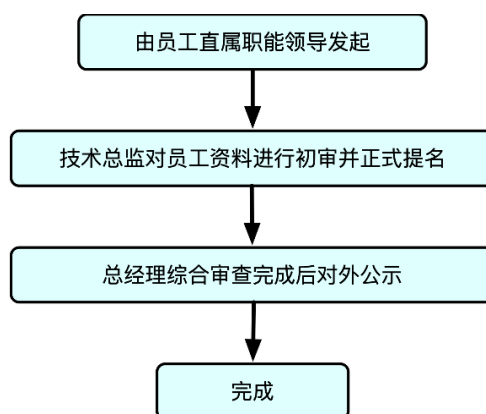 由员工直属职能领导发起
技术总监对员工资料进行初审并正式提名
总经理综合审查完成后对外公示
完成